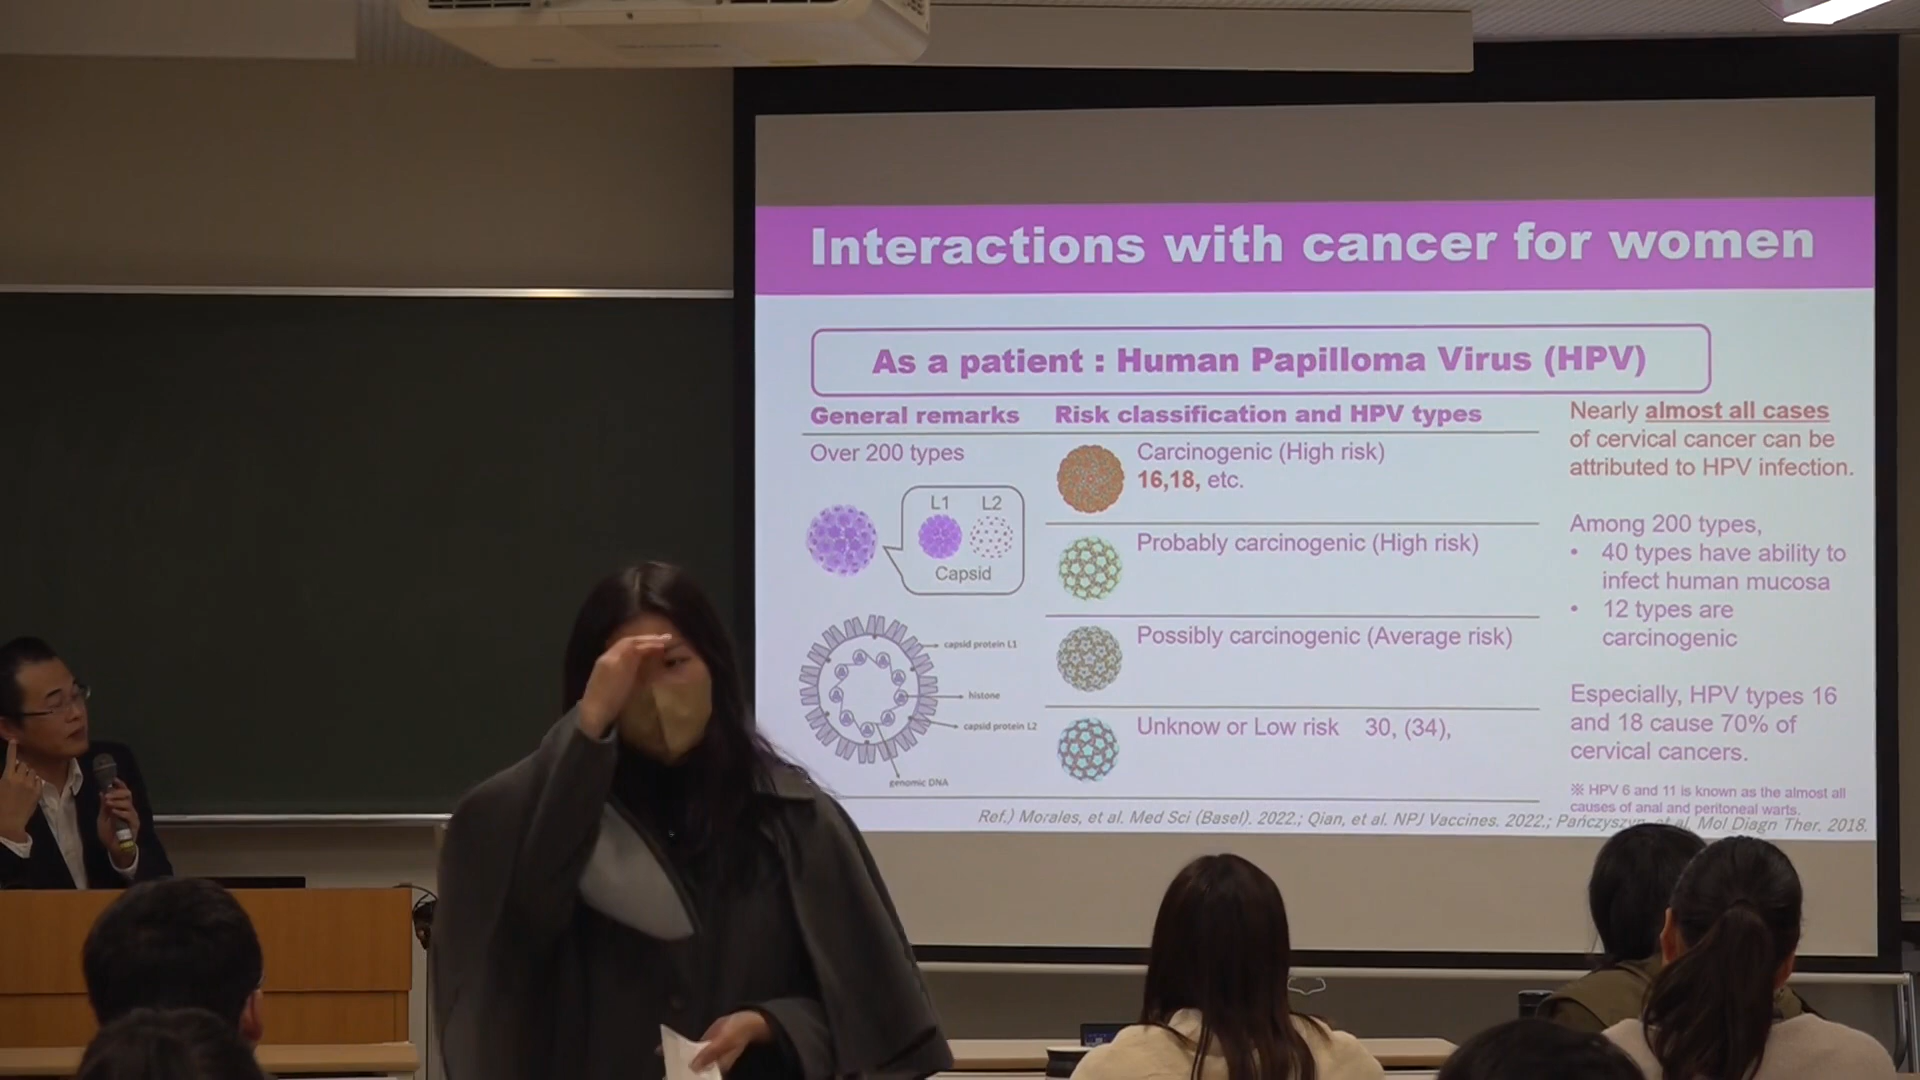 Interactions with cancer for women
As a patient : Human Papilloma Virus (HPV)
General remarks
Over 200 types
L1 L2
Capsid
capsid protein L1
histone
capsid protein L2
genomic DNA
Risk classification and HPV types
Carcinogenic (High risk)
16,18, etc.
Probably carcinogenic (High risk)
Possibly carcinogenic (Average risk)
Unknow or Low risk 30, (34),
Nearly almost all cases
of cervical cancer can be
attributed to HPV infection.
Among 200 types,
• 40 types have ability to
infect human mucosa
• 12 types are
carcinogenic
Especially, HPV types 16
and 18 cause 70% of
cervical cancers.
※ HPV 6 and 11 is known as the almost all
causes of anal and peritoneal warts.
Ref.) Morales, et al. Med Sci (Basel). 2022.; Qian, et al. NPJ Vaccines. 2022.; Pańczyszyn, et al. Mol Diagn Ther. 2018.